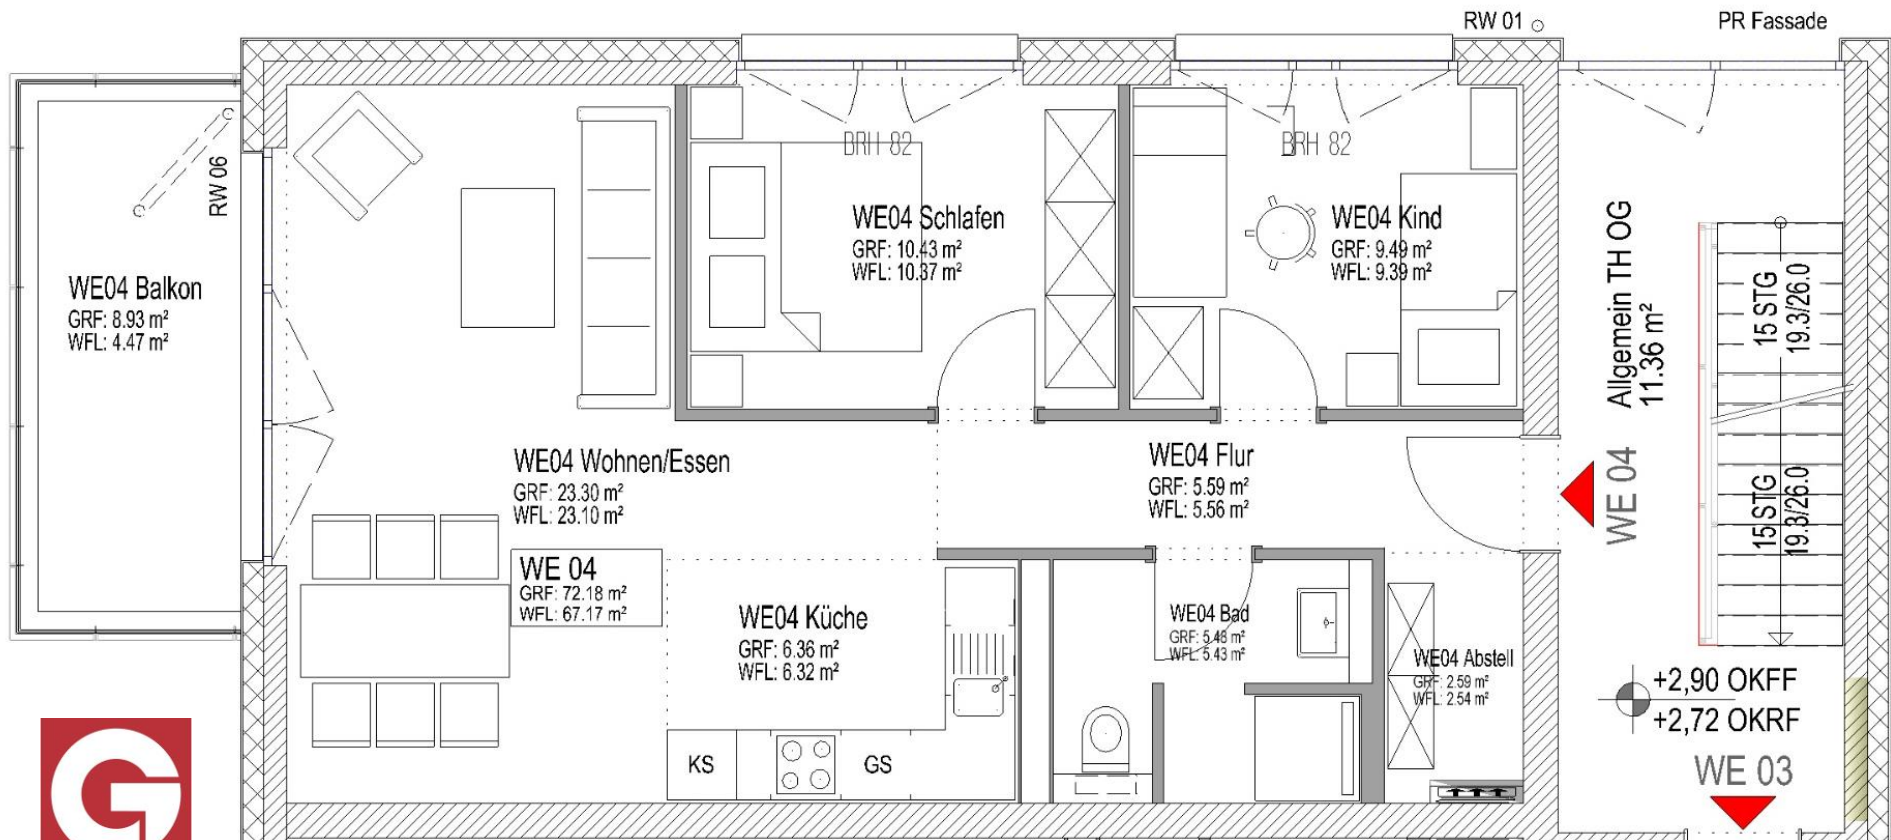 RW 01
PR Fassade
RW 06
BRH 82
BRH 82
WE04 Schlafen
GRF: 10.43 m²
WFL: 10.37 m²
WE04 Kind
GRF: 9.49 m²
WFL: 9.39 m²
WE04 Balkon
GRF: 8.93 m²
WFL: 4.47 m²
Allgemein TH OG
11.36 m²
15 STG
19.3/26.0
WE04 Wohnen/Essen
GRF: 23.30 m²
WFL: 23.10 m²
WE04 Flur
GRF: 5.59 m²
WFL: 5.56 m²
WE 04
15 STG
19.3/26.0
WE 04
GRF: 72.18 m²
WFL: 67.17 m²
WE04 Küche
GRF: 6.36 m²
WFL: 6.32 m²
WE04 Bad
GRF: 5.48 m²
WFL: 5.43 m²
WE04 Abstell
GRF: 2.59 m²
WFL: 2.54 m²
+2,90 OKFF
+2,72 OKRF
KS
GS
WE 03
G